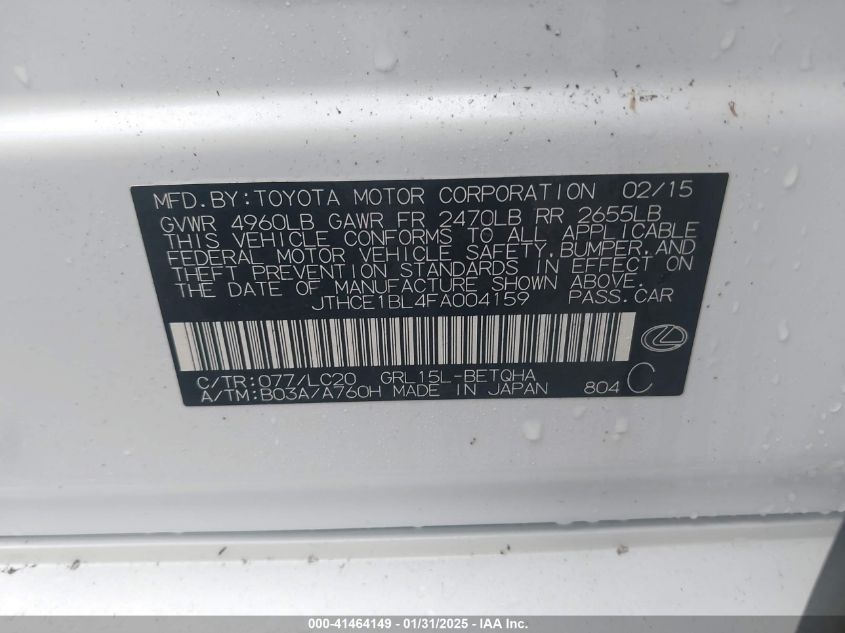 MFD. BY: TOYOTA MOTOR CORPORATION 02/15
GVWR 4960LB GAWR FR 2470LB RR 2655LB
THIS VEHICLE CONFORMS TO ALL APPLICABLE
FEDERAL MOTOR VEHICLE SAFETY, BUMPER, AND
THEFT PREVENTION STANDARDS IN EFFECT ON
THE DATE OF MANUFACTURE SHOWN ABOVE.
JTHCE1BL4FA004159 PASS. CAR
C/TR: 077/LC20 GRL15L-BETQHA
A/TM: B03A/A760H MADE IN JAPAN 804 C
000-41464149 - 01/31/2025 - IAA Inc.